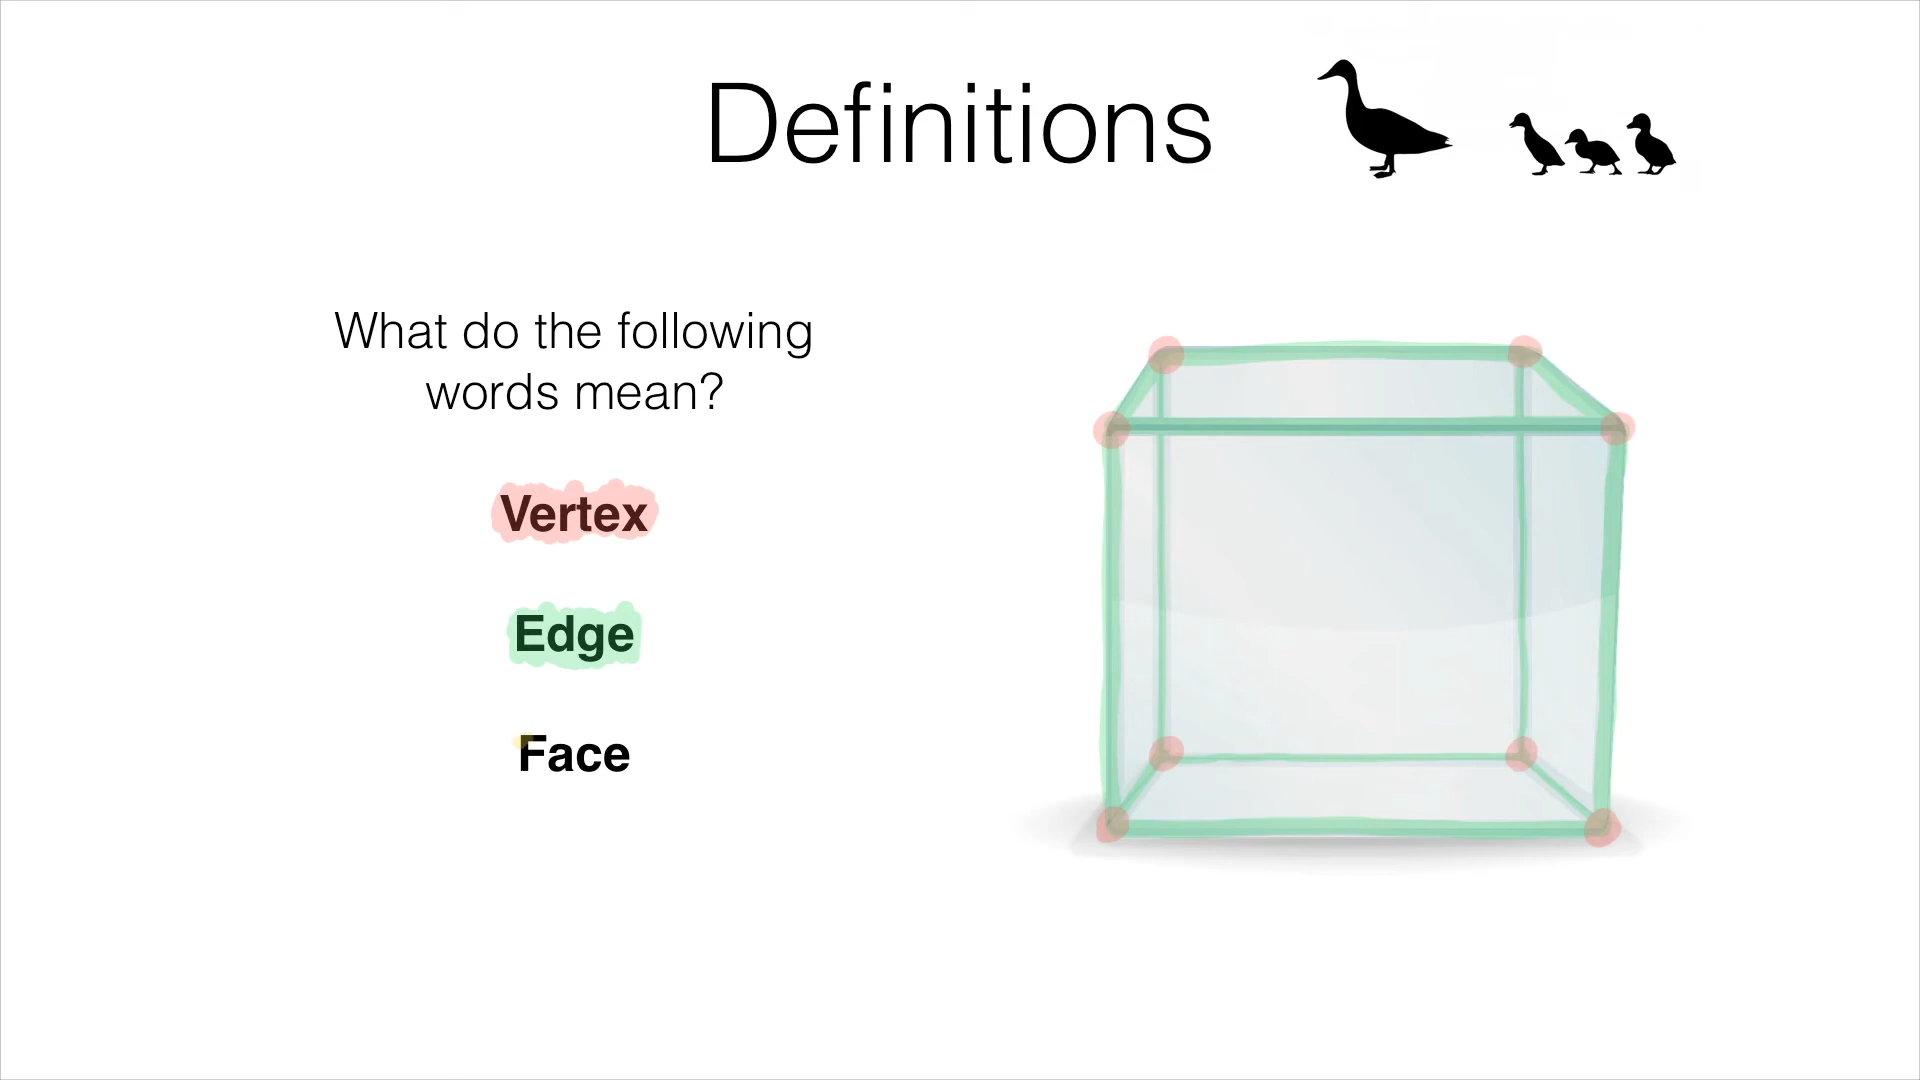 Definitions
What do the following
words mean?
Vertex
Edge
Face